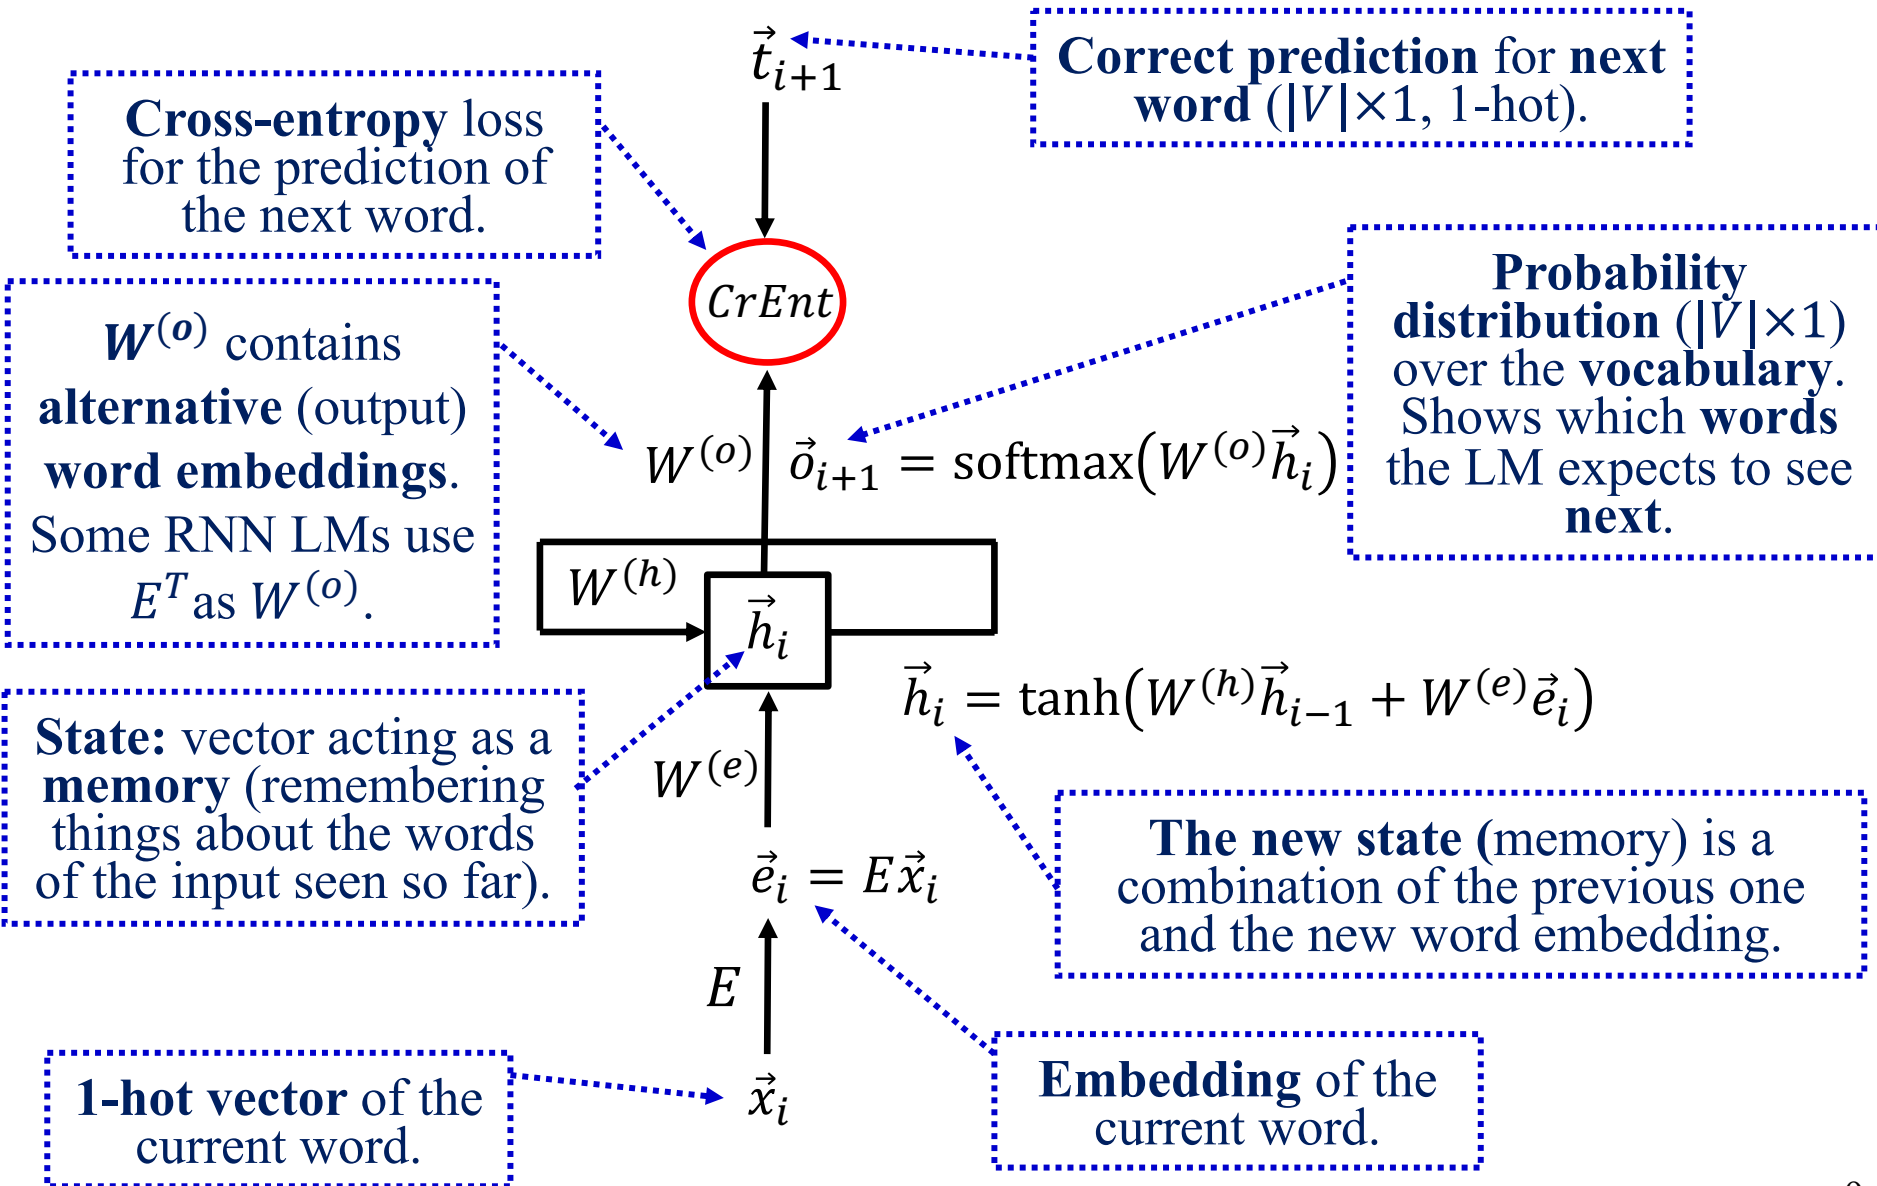 t⃗ᵢ₊₁
Correct prediction for next
word (|V|×1, 1-hot).
Cross-entropy loss
for the prediction of
the next word.
CrEnt
Probability
distribution (|V|×1)
over the vocabulary.
Shows which words
the LM expects to see
next.
W⁽ᵒ⁾ contains
alternative (output)
word embeddings.
Some RNN LMs use
Eᵀ as W⁽ᵒ⁾.
W⁽ᵒ⁾
o⃗ᵢ₊₁ = softmax(W⁽ᵒ⁾h⃗ᵢ)
W⁽ʰ⁾
h⃗ᵢ
h⃗ᵢ = tanh(W⁽ʰ⁾h⃗ᵢ₋₁ + W⁽ᵉ⁾e⃗ᵢ)
State: vector acting as a
memory (remembering
things about the words
of the input seen so far).
W⁽ᵉ⁾
The new state (memory) is a
combination of the previous one
and the new word embedding.
e⃗ᵢ = Ex⃗ᵢ
E
Embedding of the
current word.
1-hot vector of the
current word.
x⃗ᵢ